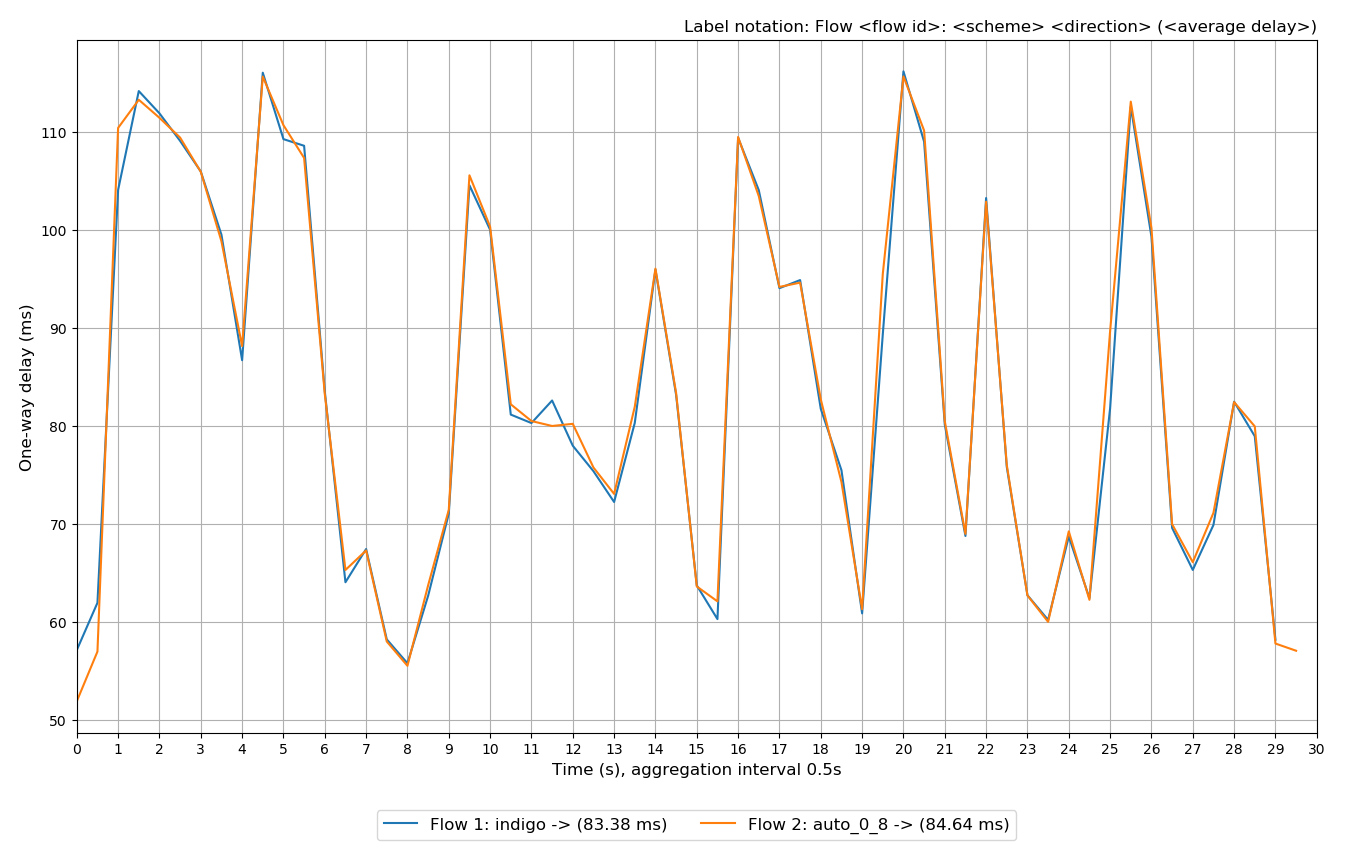 Label notation: Flow <flow id>: <scheme> <direction> (<average delay>)
One-way delay (ms)
110
100
90
80
70
60
50
0 1 2 3 4 5 6 7 8 9 10 11 12 13 14 15 16 17 18 19 20 21 22 23 24 25 26 27 28 29 30
Time (s), aggregation interval 0.5s
Flow 1: indigo -> (83.38 ms) Flow 2: auto_0_8 -> (84.64 ms)